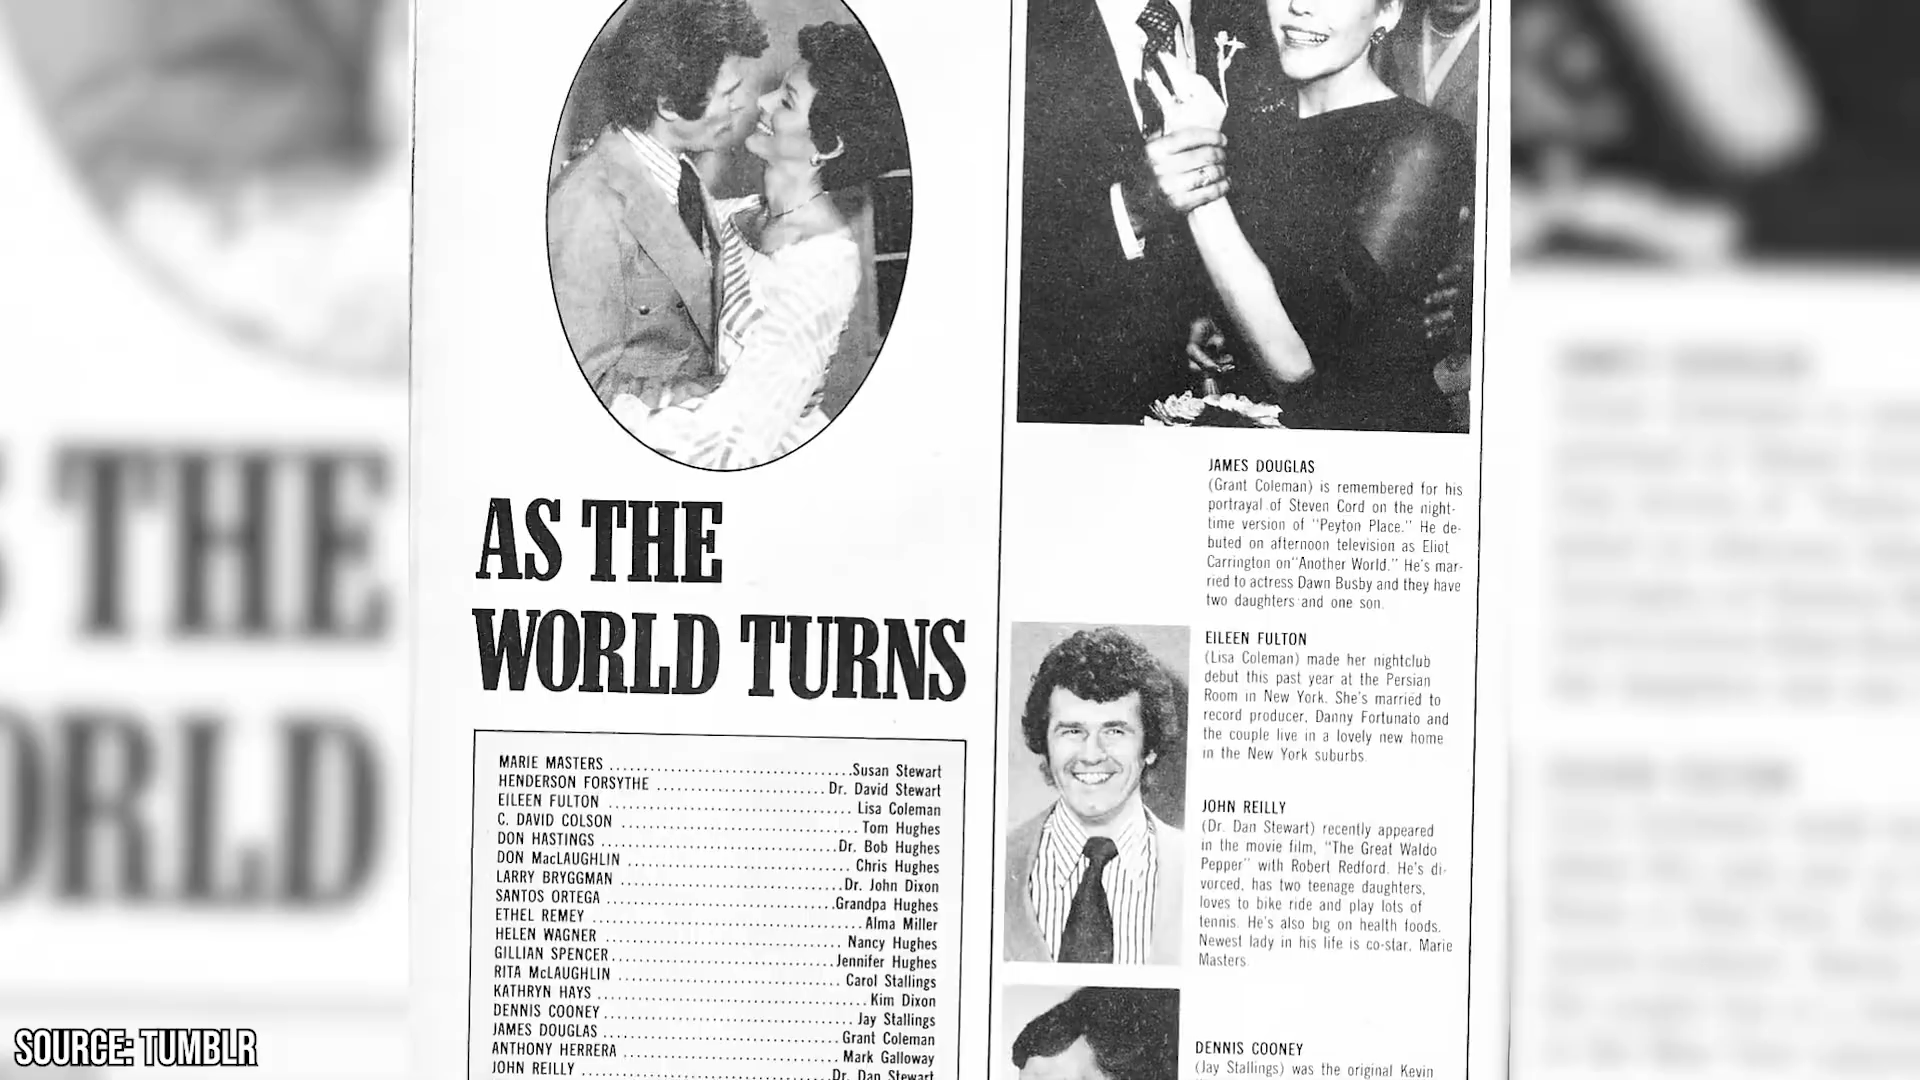 AS THE
WORLD TURNS
MARIE MASTERS ........ Susan Stewart
HENDERSON FORSYTHE ........ Dr. David Stewart
EILEEN FULTON ........ Lisa Coleman
C. DAVID COLSON ........ Tom Hughes
DON HASTINGS ........ Dr. Bob Hughes
DON MacLAUGHLIN ........ Chris Hughes
LARRY BRYGGMAN ........ Dr. John Dixon
SANTOS ORTEGA ........ Grandpa Hughes
ETHEL REMEY ........ Alma Miller
HELEN WAGNER ........ Nancy Hughes
GILLIAN SPENCER ........ Jennifer Hughes
RITA McLAUGHLIN ........ Carol Stallings
KATHRYN HAYS ........ Kim Dixon
DENNIS COONEY ........ Jay Stallings
JAMES DOUGLAS ........ Grant Coleman
ANTHONY HERRERA ........ Mark Galloway
JOHN REILLY ........ Dr. Dan Stewart
JAMES DOUGLAS
(Grant Coleman) is remembered for his
portrayal of Steven Cord on the night-
time version of "Peyton Place." He de-
buted on afternoon television as Eliot
Carrington on "Another World." He's mar-
ried to actress Dawn Busby and they have
two daughters and one son.
EILEEN FULTON
(Lisa Coleman) made her nightclub
debut this past year at the Persian
Room in New York. She's married to
record producer, Danny Fortunato and
the couple live in a lovely new home
in the New York suburbs.
JOHN REILLY
(Dr. Dan Stewart) recently appeared
in the movie film, "The Great Waldo
Pepper" with Robert Redford. He's di-
vorced, has two teenage daughters,
loves to bike ride and play lots of
tennis. He's also big on health foods.
Newest lady in his life is co-star, Marie
Masters.
DENNIS COONEY
(Jay Stallings) was the original Kevin
SOURCE: TUMBLR